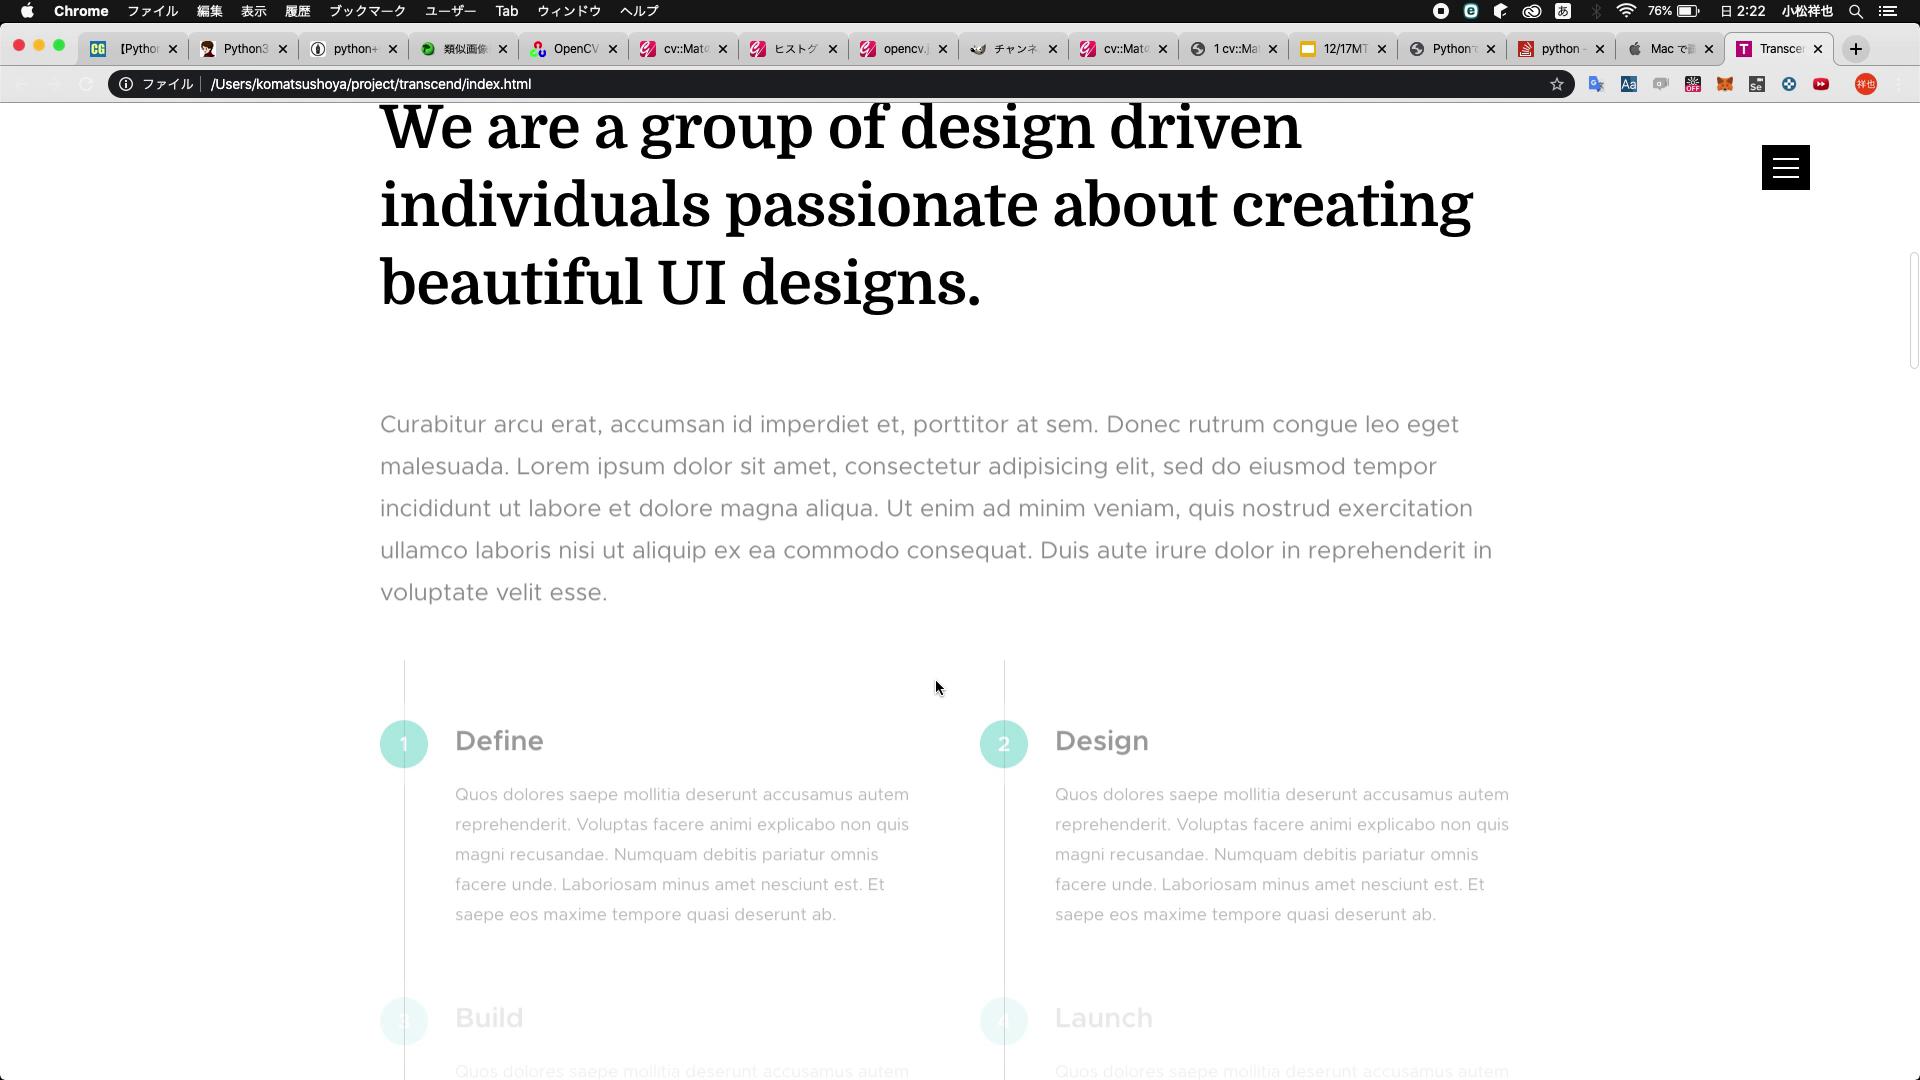 Chrome ファイル 編集 表示 履歴 ブックマーク ユーザー Tab ウィンドウ ヘルプ あ 76% 日 2:22 小松祥也
CG 【Pythor Python3 python+ 類似画像 OpenCV cv::Mat ヒストグ opencv. チャンネ cv::Mat 1 cv::Ma 12/17MT Python python - Mac で Transcer
ファイル /Users/komatsushoya/project/transcend/index.html Aa OFF Se 祥也
We are a group of design driven
individuals passionate about creating
beautiful UI designs.
Curabitur arcu erat, accumsan id imperdiet et, porttitor at sem. Donec rutrum congue leo eget
malesuada. Lorem ipsum dolor sit amet, consectetur adipisicing elit, sed do eiusmod tempor
incididunt ut labore et dolore magna aliqua. Ut enim ad minim veniam, quis nostrud exercitation
ullamco laboris nisi ut aliquip ex ea commodo consequat. Duis aute irure dolor in reprehenderit in
voluptate velit esse.
1 Define
Quos dolores saepe mollitia deserunt accusamus autem
reprehenderit. Voluptas facere animi explicabo non quis
magni recusandae. Numquam debitis pariatur omnis
facere unde. Laboriosam minus amet nesciunt est. Et
saepe eos maxime tempore quasi deserunt ab.
2 Design
Quos dolores saepe mollitia deserunt accusamus autem
reprehenderit. Voluptas facere animi explicabo non quis
magni recusandae. Numquam debitis pariatur omnis
facere unde. Laboriosam minus amet nesciunt est. Et
saepe eos maxime tempore quasi deserunt ab.
3 Build
Quos dolores saepe mollitia deserunt accusamus autem
4 Launch
Quos dolores saepe mollitia deserunt accusamus autem